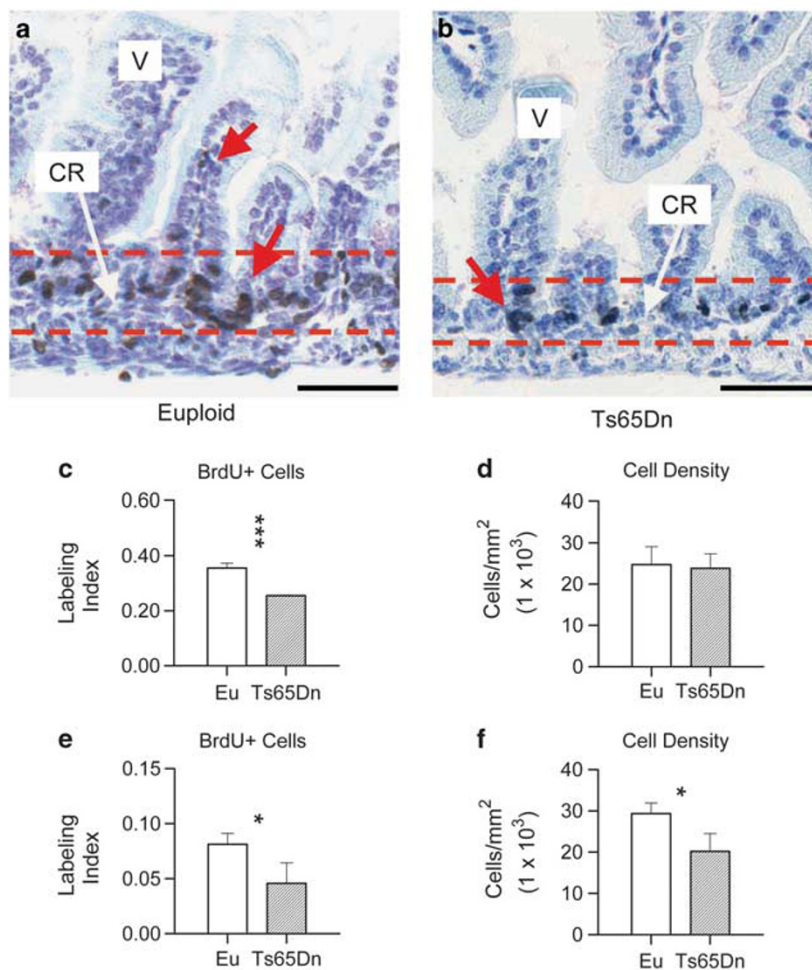 a
V
CR
Euploid
b
V
CR
Ts65Dn
c
BrdU+ Cells
Labeling
Index
0.60
0.40
0.20
0.00
***
Eu Ts65Dn
d
Cell Density
Cells/mm²
(1 x 10³)
40
30
20
10
0
Eu Ts65Dn
e
BrdU+ Cells
Labeling
Index
0.15
0.10
0.05
0.00
*
Eu Ts65Dn
f
Cell Density
Cells/mm²
(1 x 10³)
40
30
20
10
0
*
Eu Ts65Dn